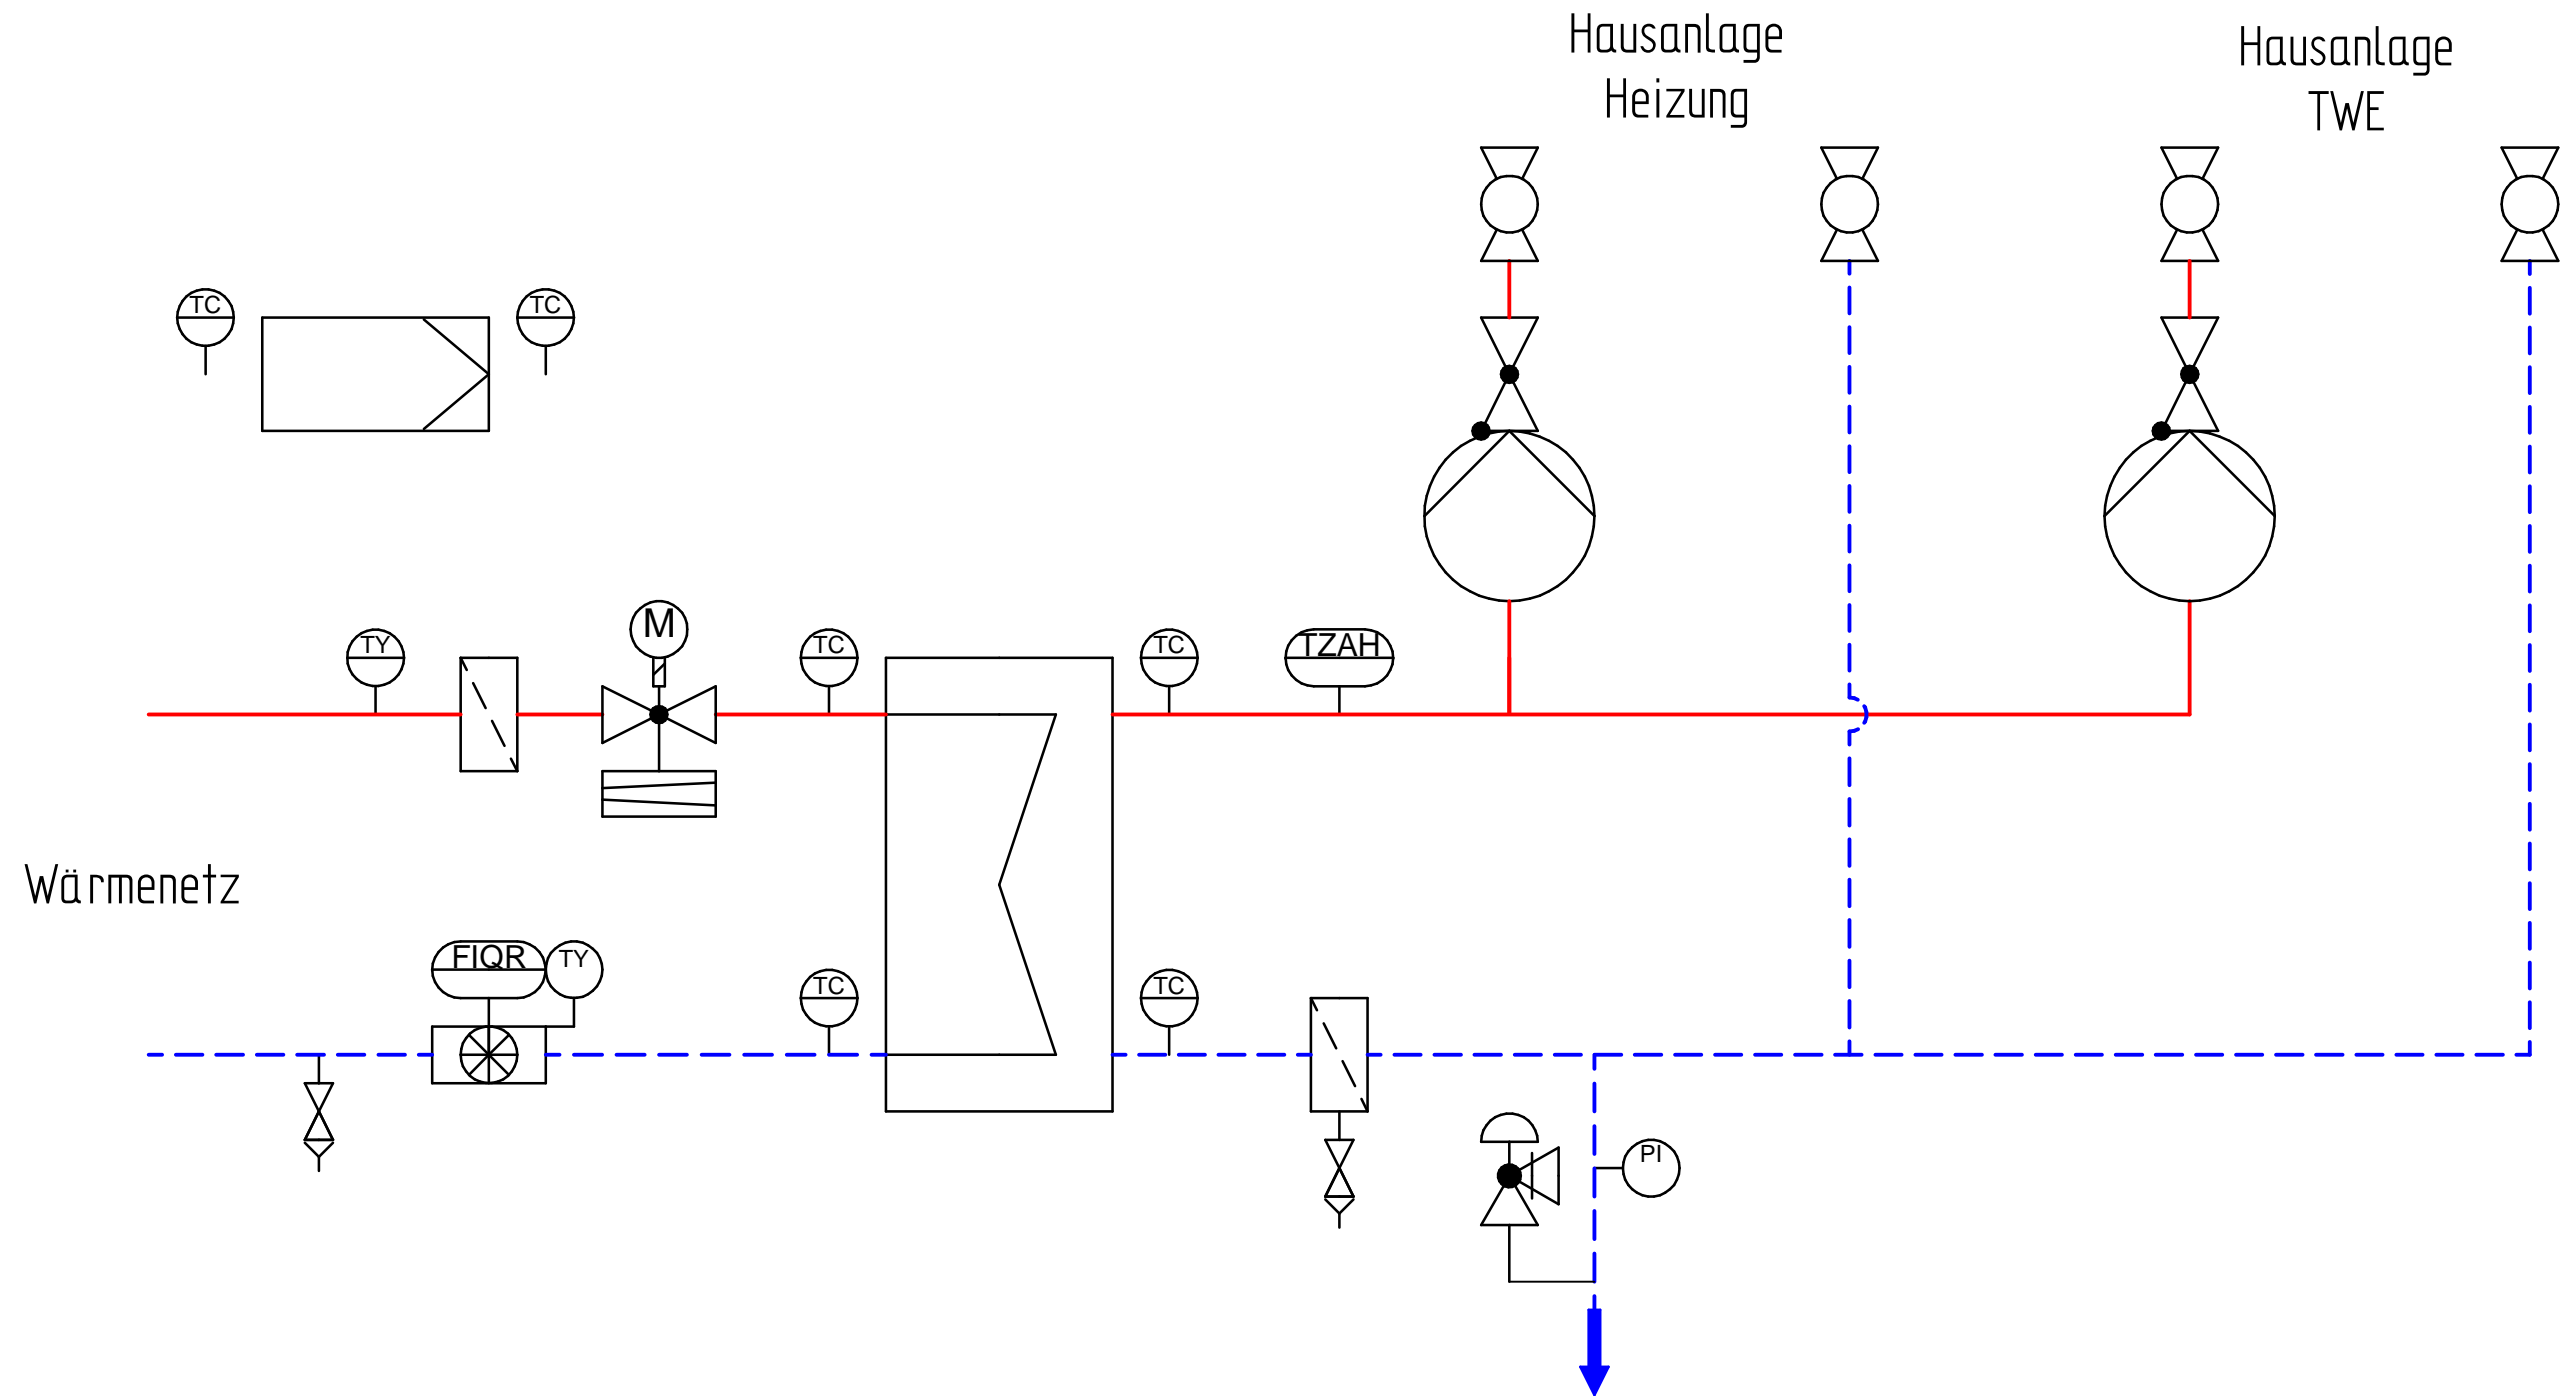 Hausanlage
Heizung
Hausanlage
TWE
TC
TC
TY
M
TC
TC
TZAH
Wärmenetz
FIQR
TY
TC
TC
PI